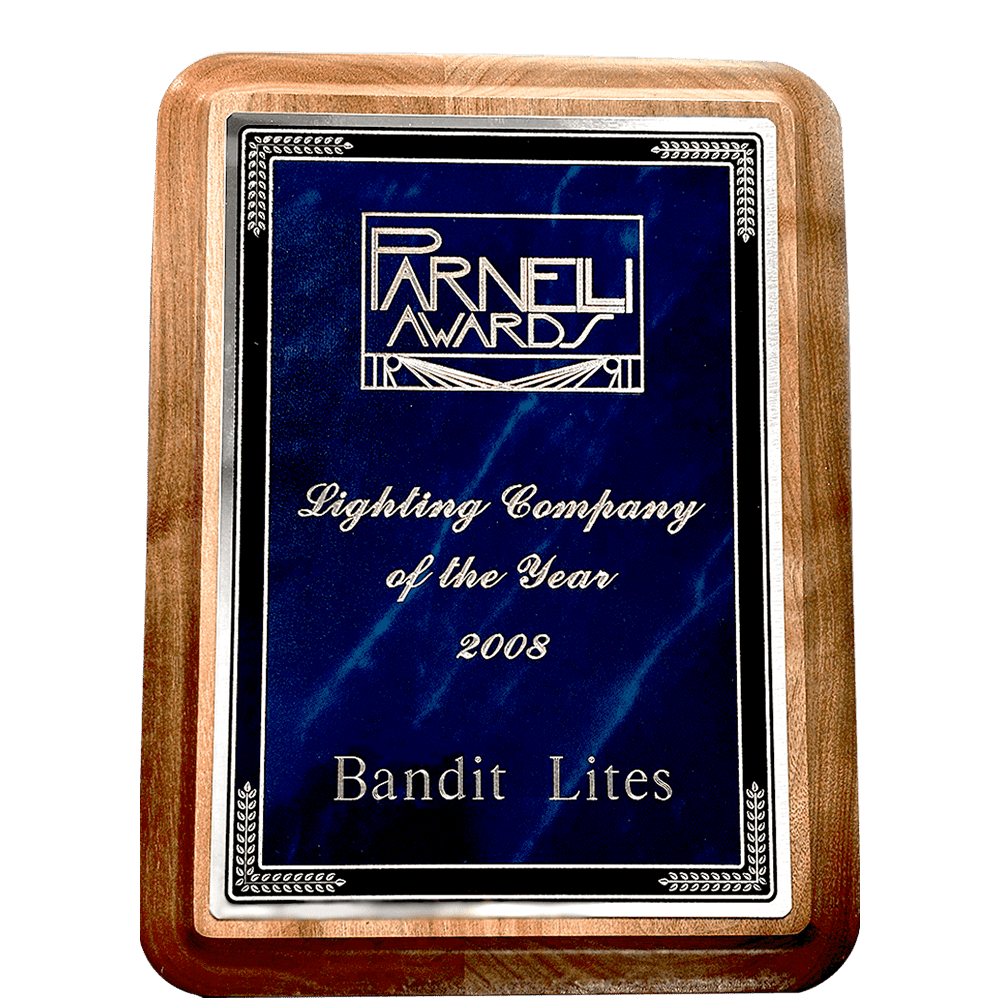 PARNELLI
AWARDS
Lighting Company
of the Year
2008
Bandit Lites